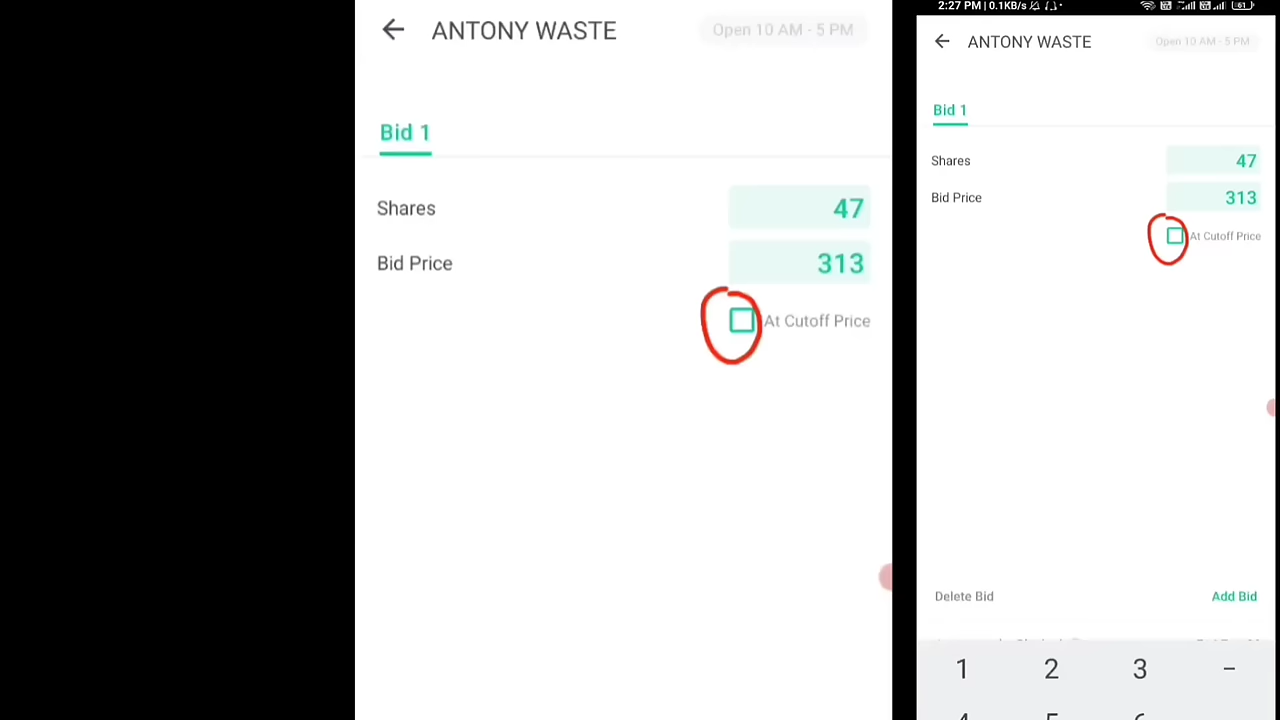 ANTONY WASTE
Open 10 AM - 5 PM
Bid 1
Shares
47
Bid Price
313
At Cutoff Price
2:27 PM | 0.1KB/s
61
ANTONY WASTE
Open 10 AM - 5 PM
Bid 1
Shares
47
Bid Price
313
At Cutoff Price
Delete Bid
Add Bid
1 2 3 −